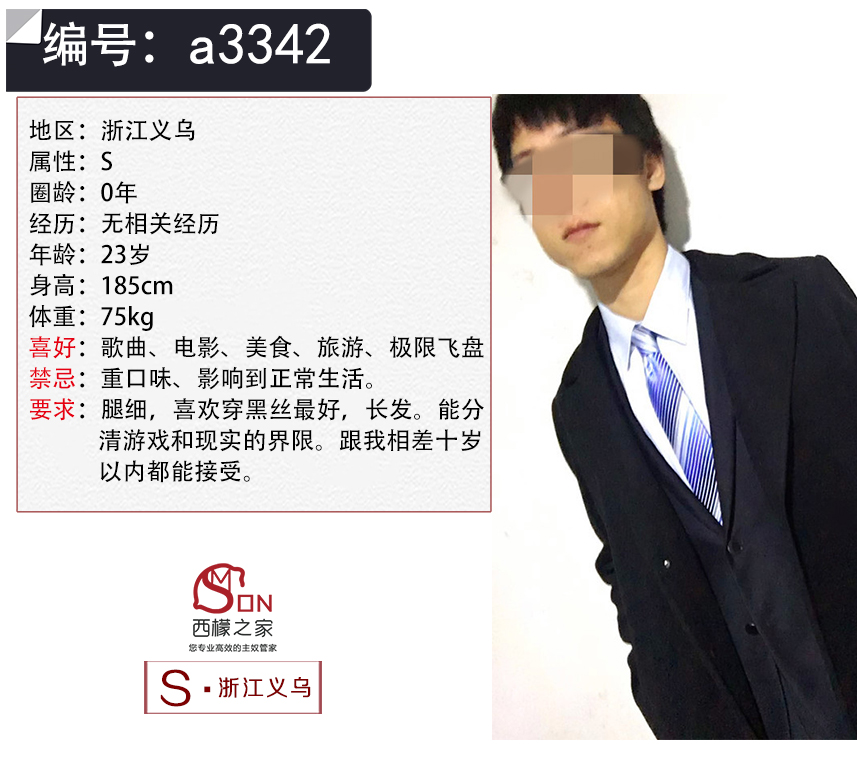 编号：a3342
地区：浙江义乌
属性：S
圈龄：0年
经历：无相关经历
年龄：23岁
身高：185cm
体重：75kg
喜好：歌曲、电影、美食、旅游、极限飞盘
禁忌：重口味、影响到正常生活。
要求：腿细，喜欢穿黑丝最好，长发。能分
清游戏和现实的界限。跟我相差十岁
以内都能接受。
SMON
西檬之家
您专业高效的主奴管家
S·浙江义乌